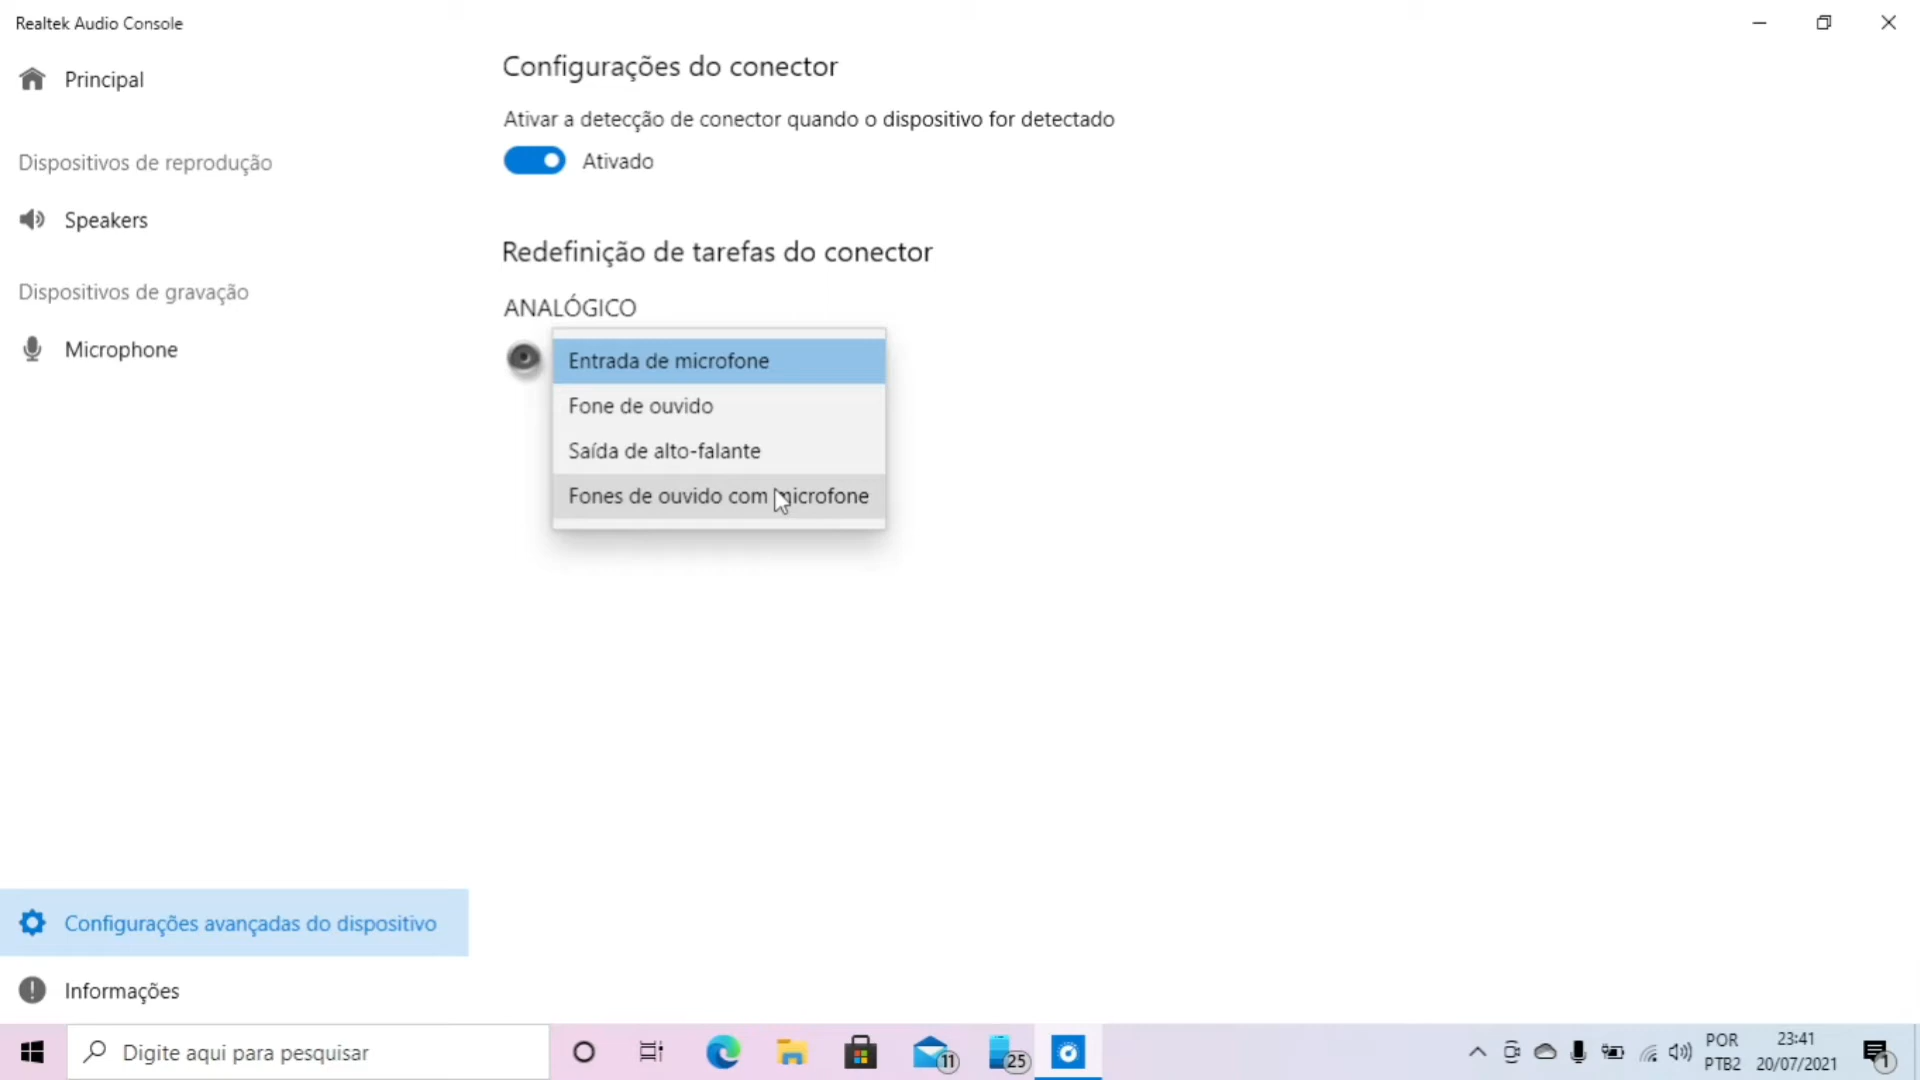 Realtek Audio Console
Principal
Dispositivos de reprodução
Speakers
Dispositivos de gravação
Microphone
Configurações do conector
Ativar a detecção de conector quando o dispositivo for detectado
Ativado
Redefinição de tarefas do conector
ANALÓGICO
Entrada de microfone
Fone de ouvido
Saída de alto-falante
Fones de ouvido com microfone
Configurações avançadas do dispositivo
Informações
Digite aqui para pesquisar
11
25
POR
PTB2
23:41
20/07/2021
1